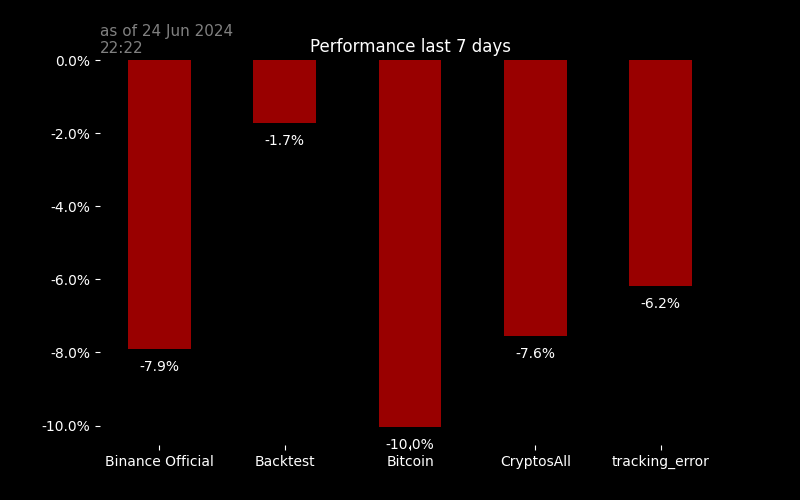 as of 24 Jun 2024
22:22
Performance last 7 days
0.0%
-2.0%
-4.0%
-6.0%
-8.0%
-10.0%
-7.9%
-1.7%
-10.0%
-7.6%
-6.2%
Binance Official
Backtest
Bitcoin
CryptosAll
tracking_error